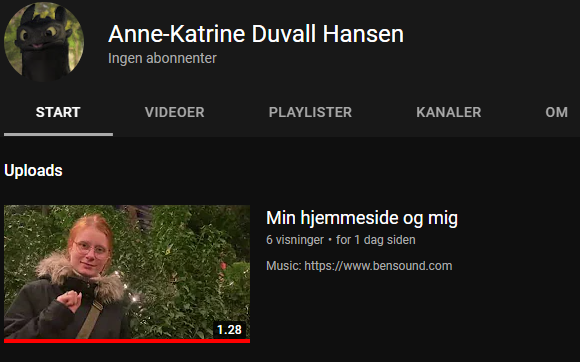 Anne-Katrine Duvall Hansen
Ingen abonnenter
START VIDEOER PLAYLISTER KANALER OM
Uploads
Min hjemmeside og mig
6 visninger • for 1 dag siden
Music: https://www.bensound.com
1.28